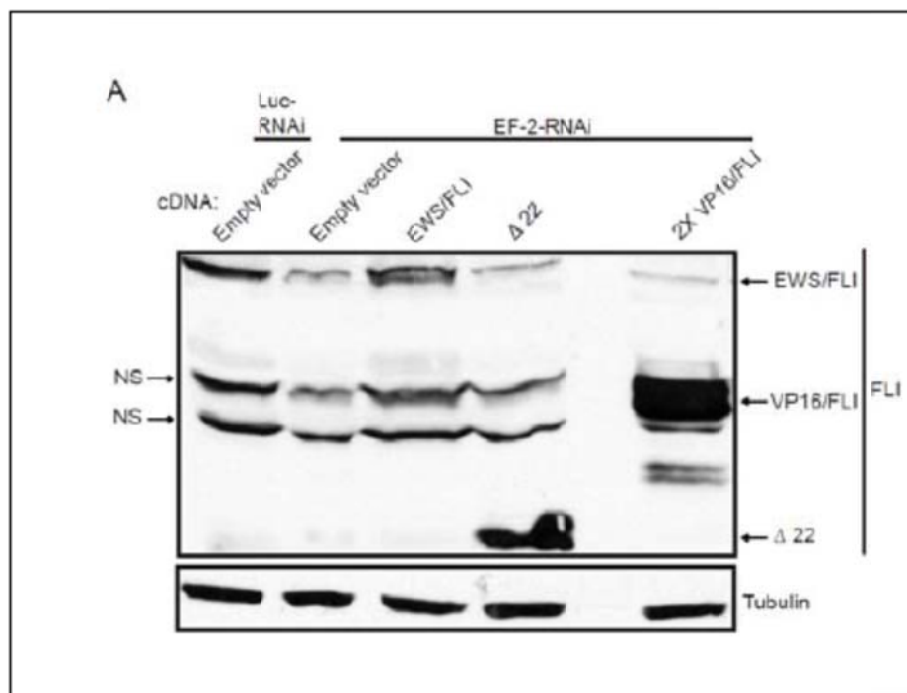 A
Luc-
RNAi
EF-2-RNAi
cDNA:
Empty vector
Empty vector
EWS/FLI
Δ 22
2X VP16/FLI
EWS/FLI
NS
VP16/FLI
FLI
NS
Δ 22
Tubulin